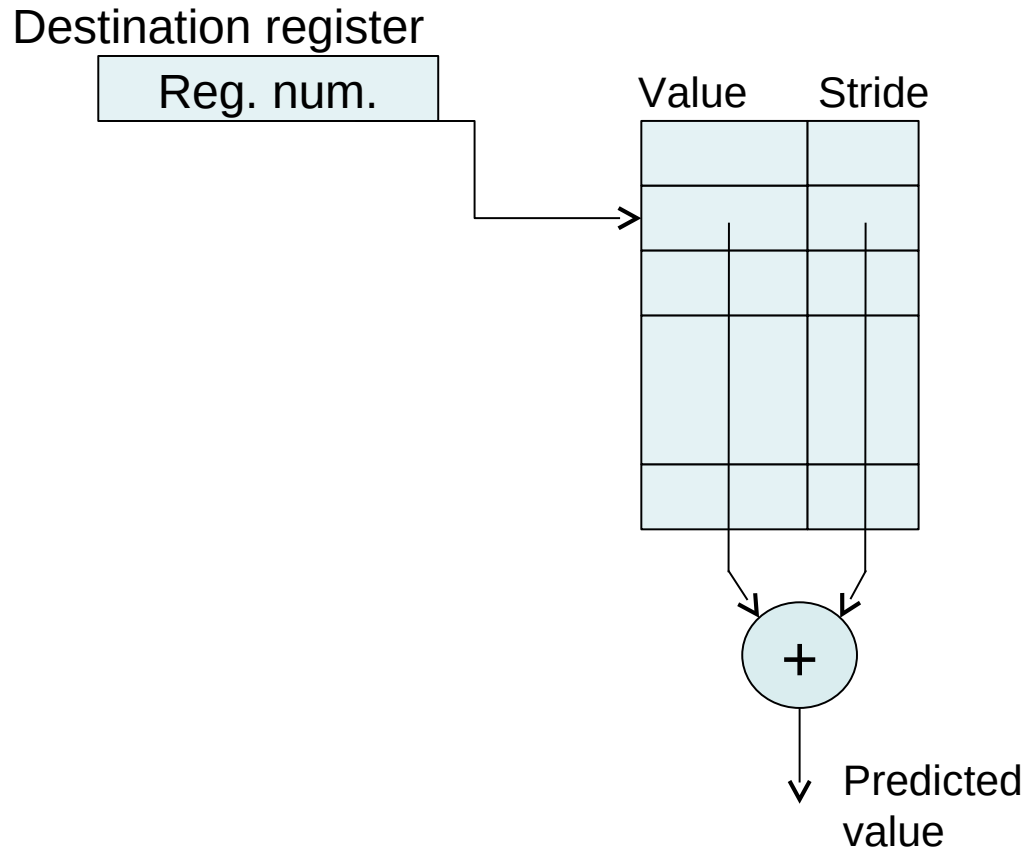 Destination register
Reg. num.
Value Stride
+
Predicted
value